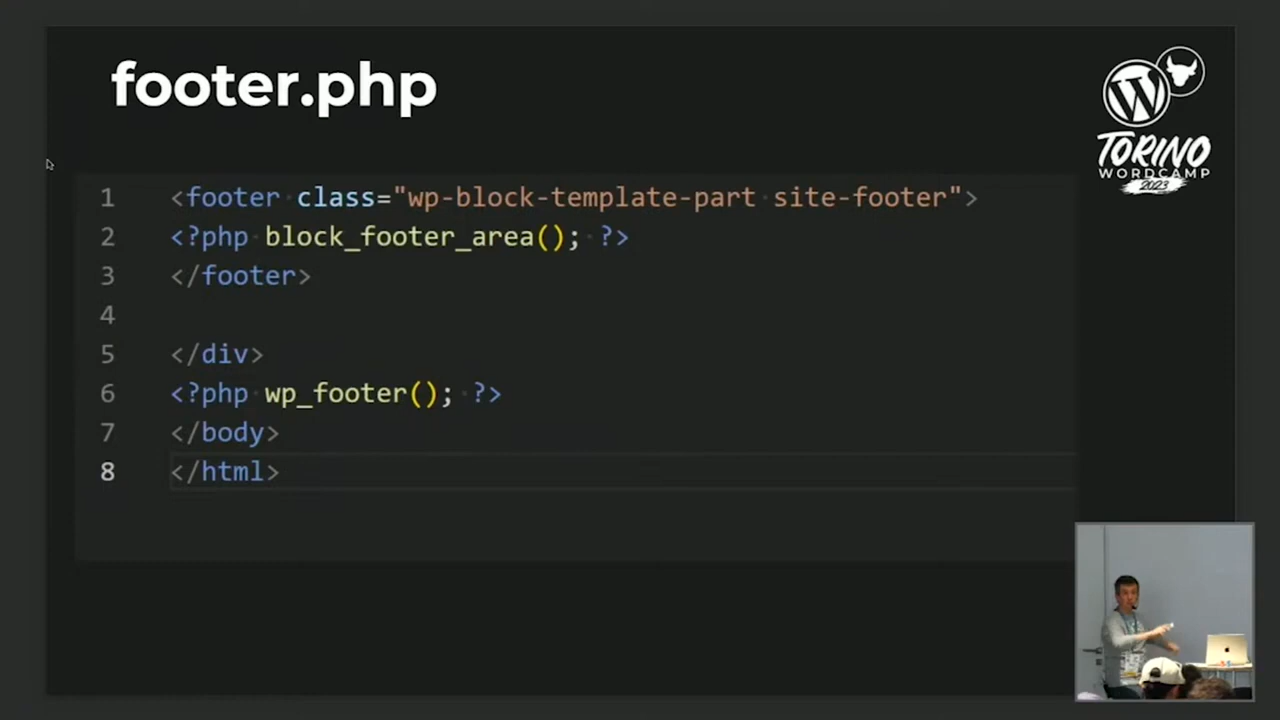 footer.php
TORINO
WORDCAMP
2023
1 <footer class="wp-block-template-part site-footer">
2 <?php block_footer_area(); ?>
3 </footer>
4
5 </div>
6 <?php wp_footer(); ?>
7 </body>
8 </html>